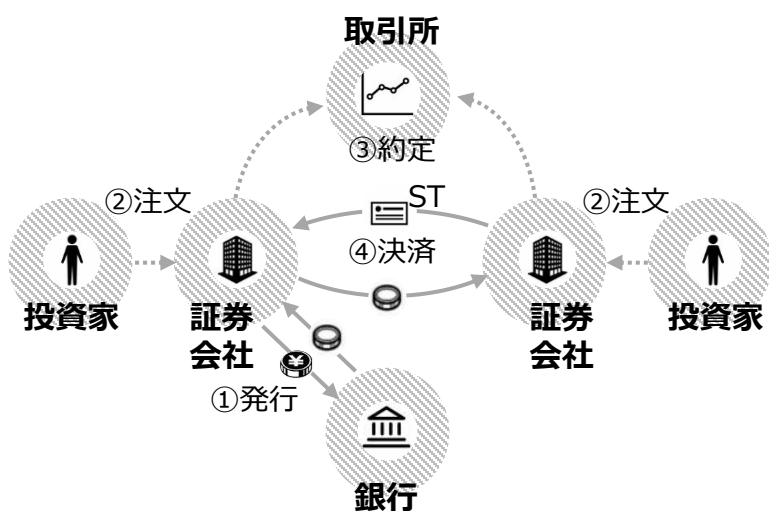 取引所
③約定
②注文
ST
②注文
④決済
投資家
証券
会社
証券
会社
投資家
¥
①発行
銀行